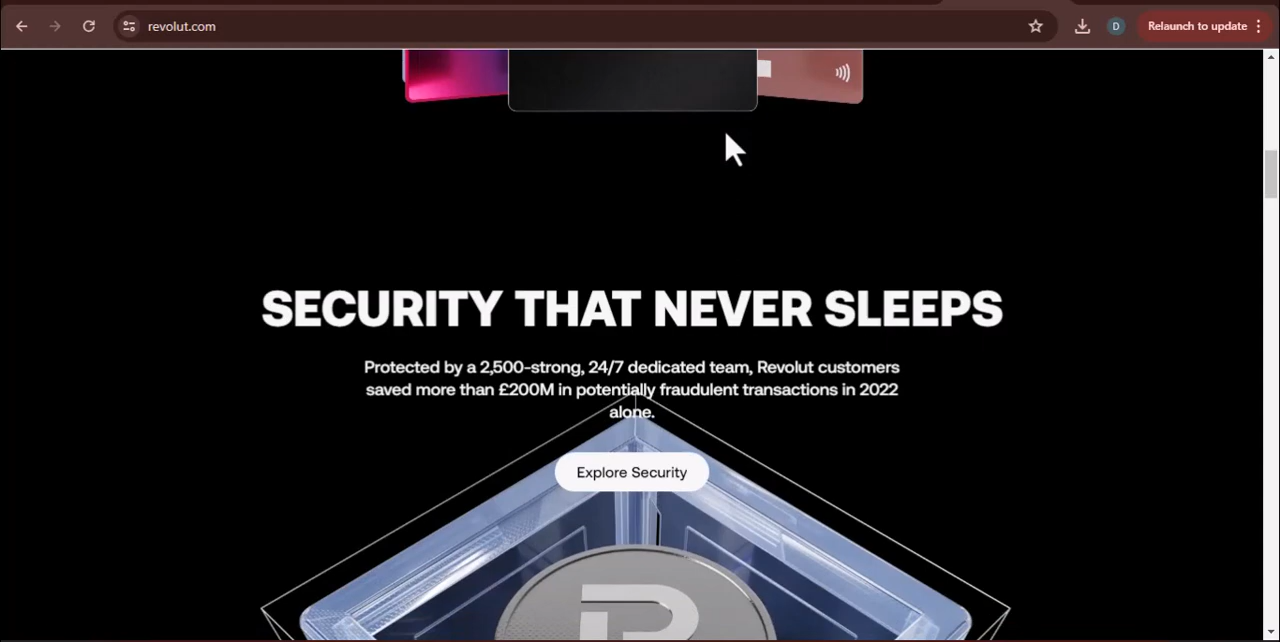 revolut.com
D
Relaunch to update
SECURITY THAT NEVER SLEEPS
Protected by a 2,500-strong, 24/7 dedicated team, Revolut customers
saved more than £200M in potentially fraudulent transactions in 2022
alone.
Explore Security
R